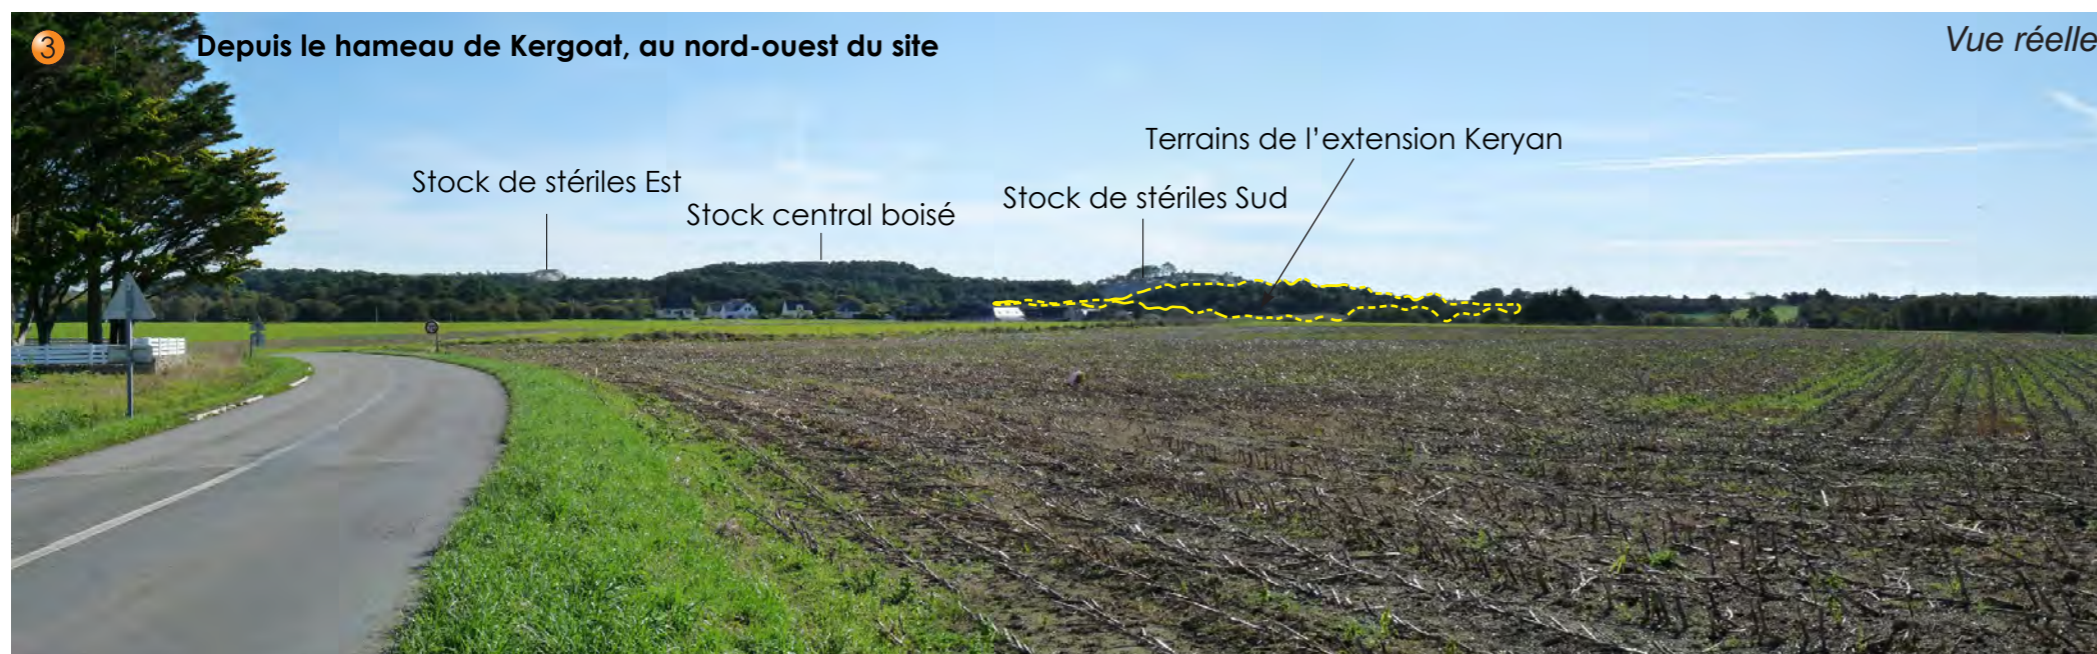 3
Depuis le hameau de Kergoat, au nord-ouest du site
Vue réelle
Terrains de l'extension Keryan
Stock de stériles Est
Stock de stériles Sud
Stock central boisé